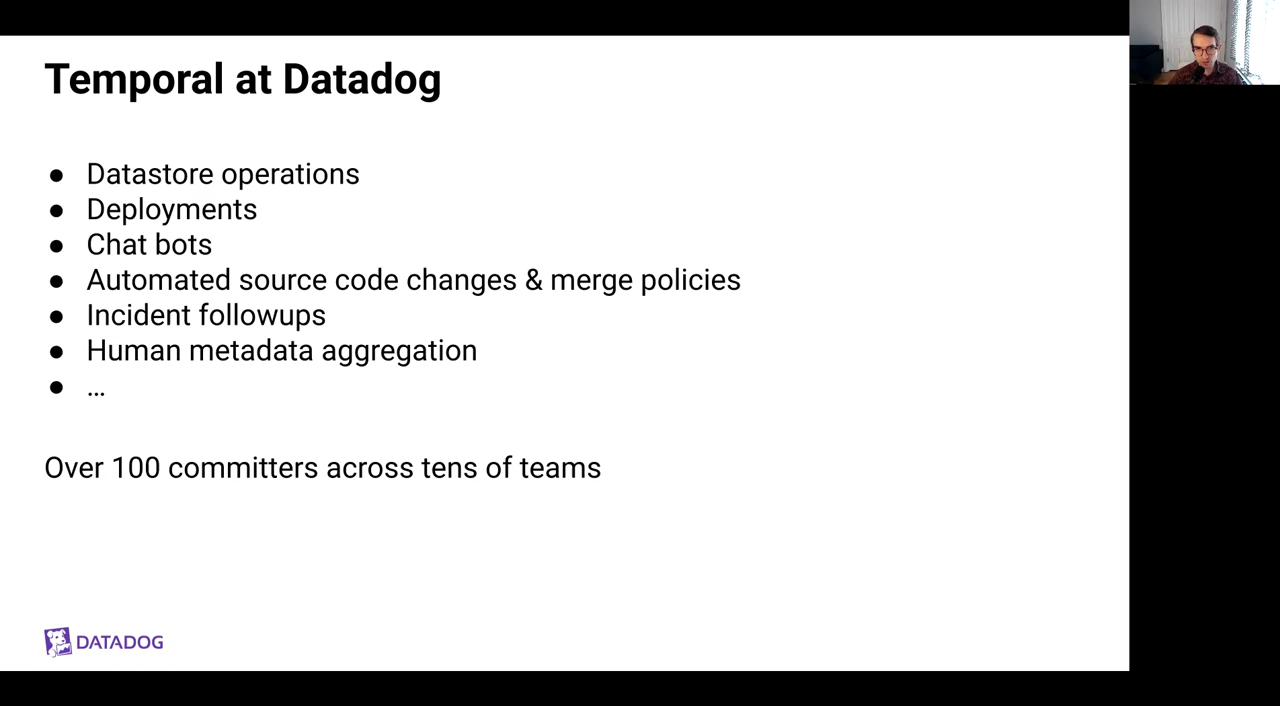 Temporal at Datadog
● Datastore operations
● Deployments
● Chat bots
● Automated source code changes & merge policies
● Incident followups
● Human metadata aggregation
● ...
Over 100 committers across tens of teams
DATADOG